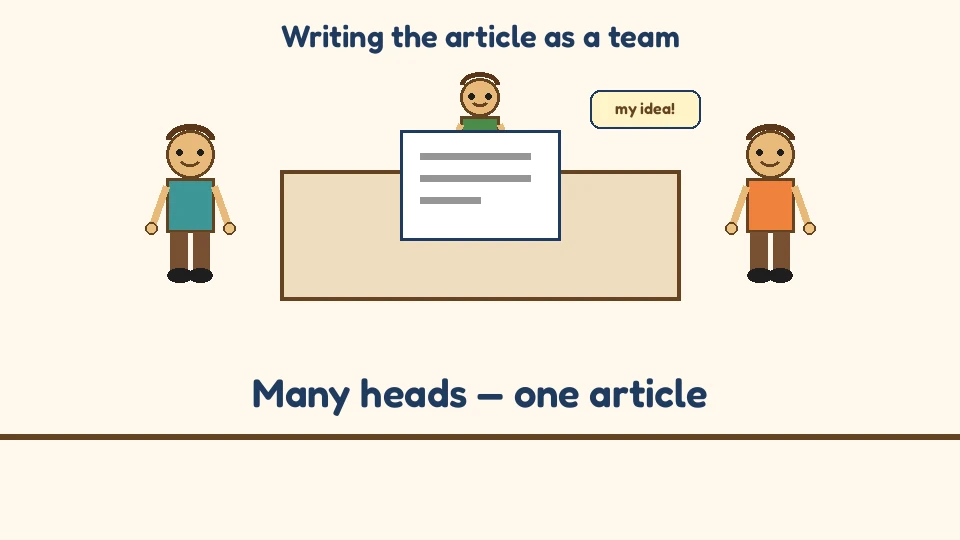 Writing the article as a team
my idea!
Many heads — one article